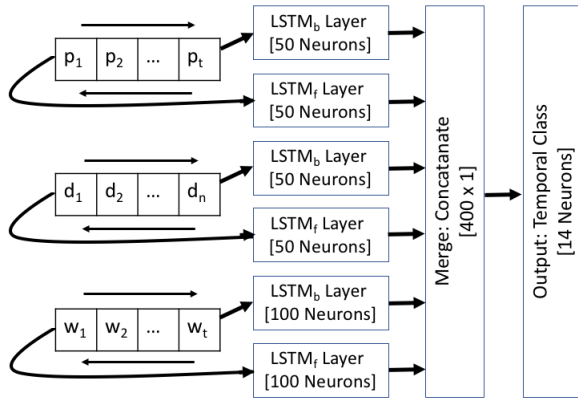 p1 p2 ... pt
LSTMb Layer
[50 Neurons]
LSTMf Layer
[50 Neurons]
d1 d2 ... dn
LSTMb Layer
[50 Neurons]
LSTMf Layer
[50 Neurons]
w1 w2 ... wt
LSTMb Layer
[100 Neurons]
LSTMf Layer
[100 Neurons]
Merge: Concatanate
[400 x 1]
Output: Temporal Class
[14 Neurons]